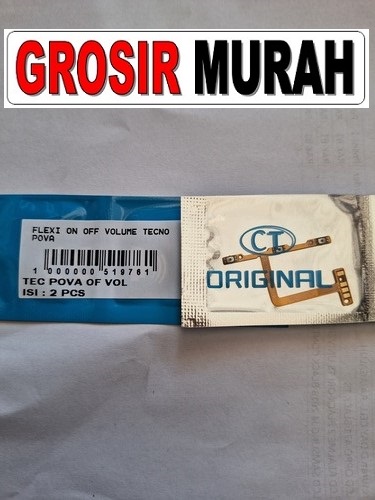 GROSIR MURAH
FLEXI ON OFF VOLUME TECNO
POVA
1 000000 519761
TEC POVA OF VOL
ISI : 2 PCS
CT
ORIGINAL